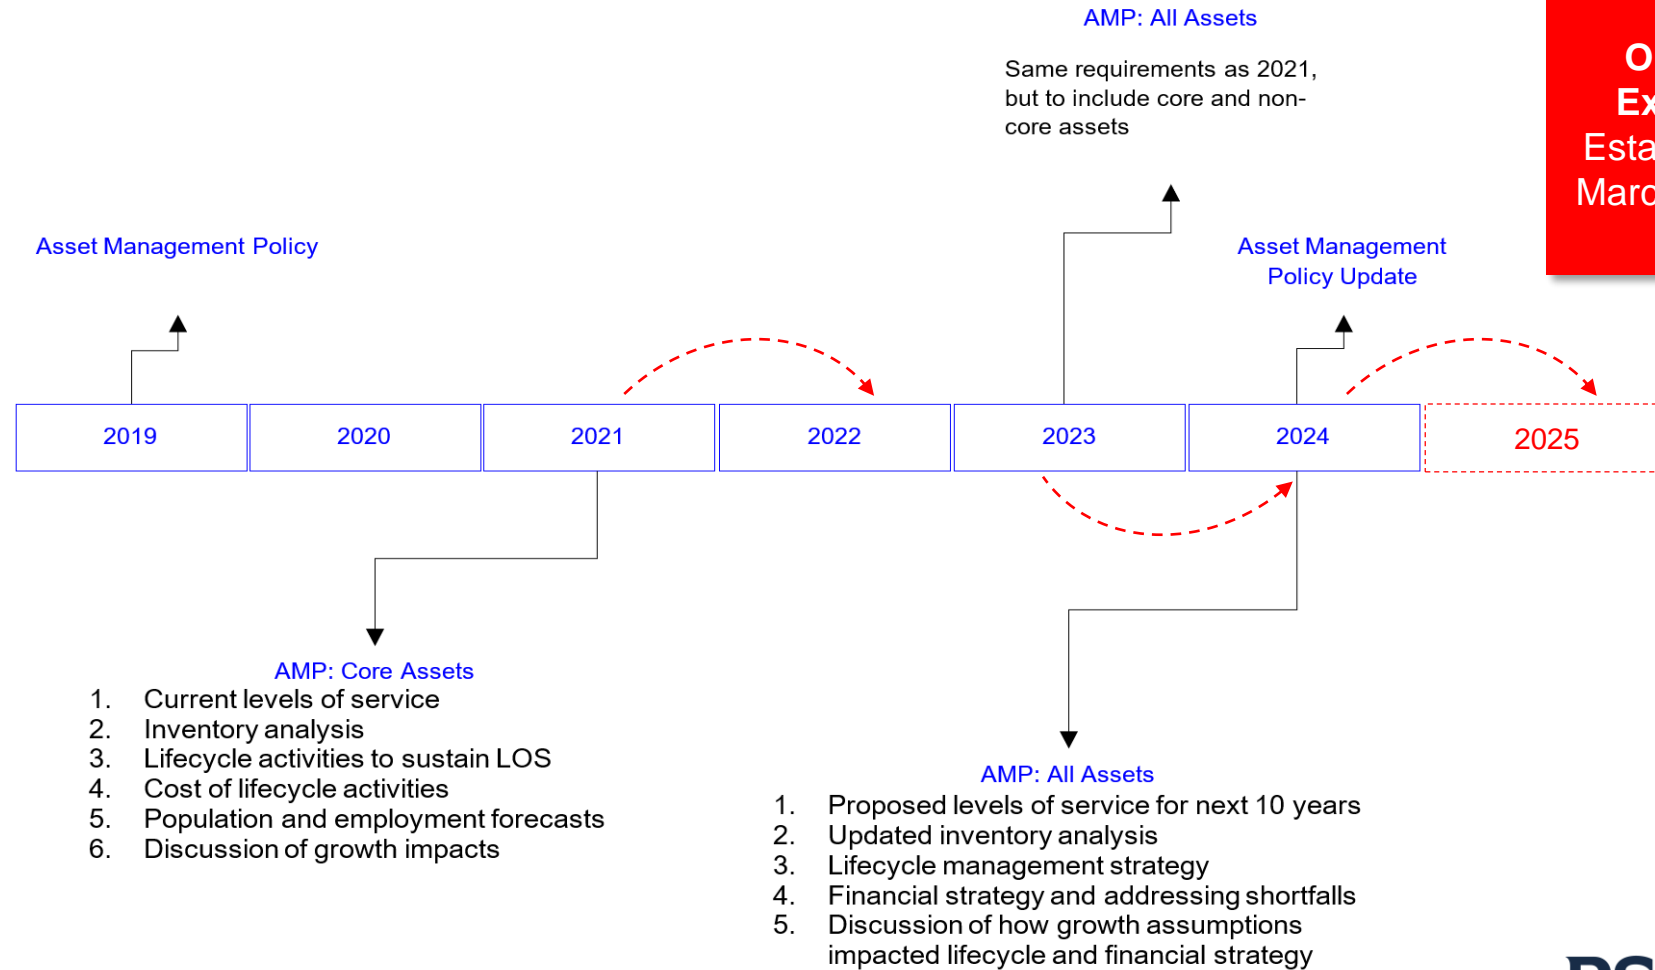 AMP: All Assets
Same requirements as 2021,
but to include core and non-
core assets
Asset Management Policy
Asset Management
Policy Update
2019
2020
2021
2022
2023
2024
2025
AMP: Core Assets
1. Current levels of service
2. Inventory analysis
3. Lifecycle activities to sustain LOS
4. Cost of lifecycle activities
5. Population and employment forecasts
6. Discussion of growth impacts
AMP: All Assets
1. Proposed levels of service for next 10 years
2. Updated inventory analysis
3. Lifecycle management strategy
4. Financial strategy and addressing shortfalls
5. Discussion of how growth assumptions
impacted lifecycle and financial strategy